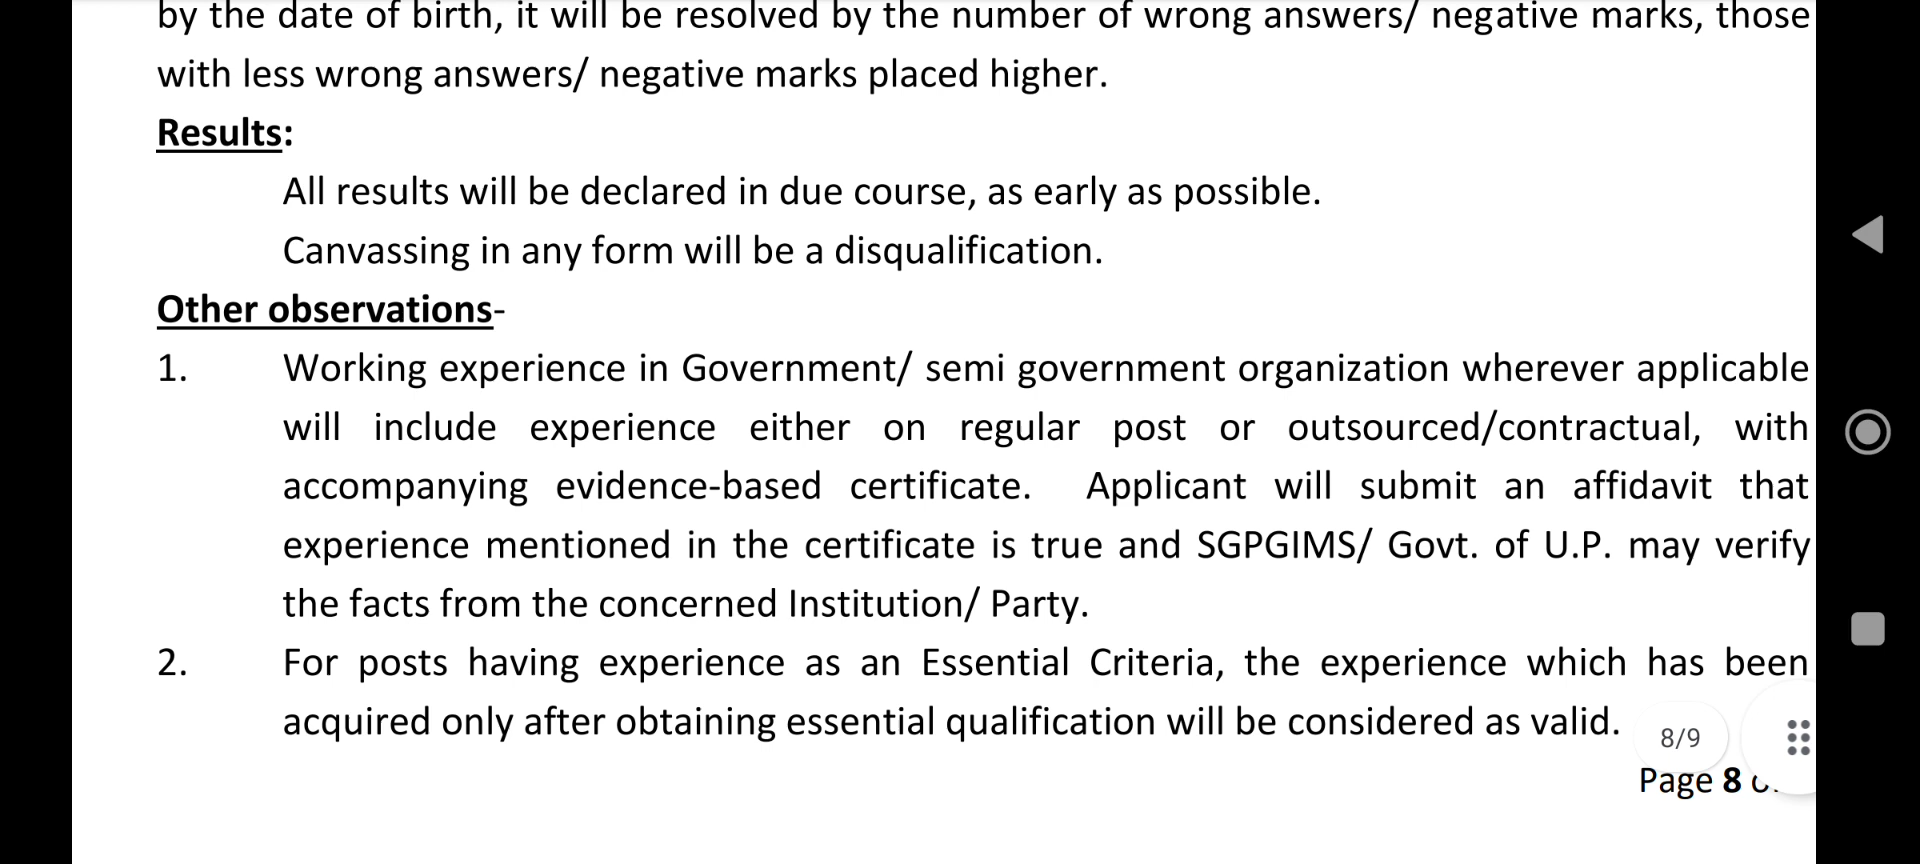 by the date of birth, it will be resolved by the number of wrong answers/ negative marks, those
with less wrong answers/ negative marks placed higher.
Results:
All results will be declared in due course, as early as possible.
Canvassing in any form will be a disqualification.
Other observations-
1. Working experience in Government/ semi government organization wherever applicable
will include experience either on regular post or outsourced/contractual, with
accompanying evidence-based certificate. Applicant will submit an affidavit that
experience mentioned in the certificate is true and SGPGIMS/ Govt. of U.P. may verify
the facts from the concerned Institution/ Party.
2. For posts having experience as an Essential Criteria, the experience which has been
acquired only after obtaining essential qualification will be considered as valid.
8/9
Page 8